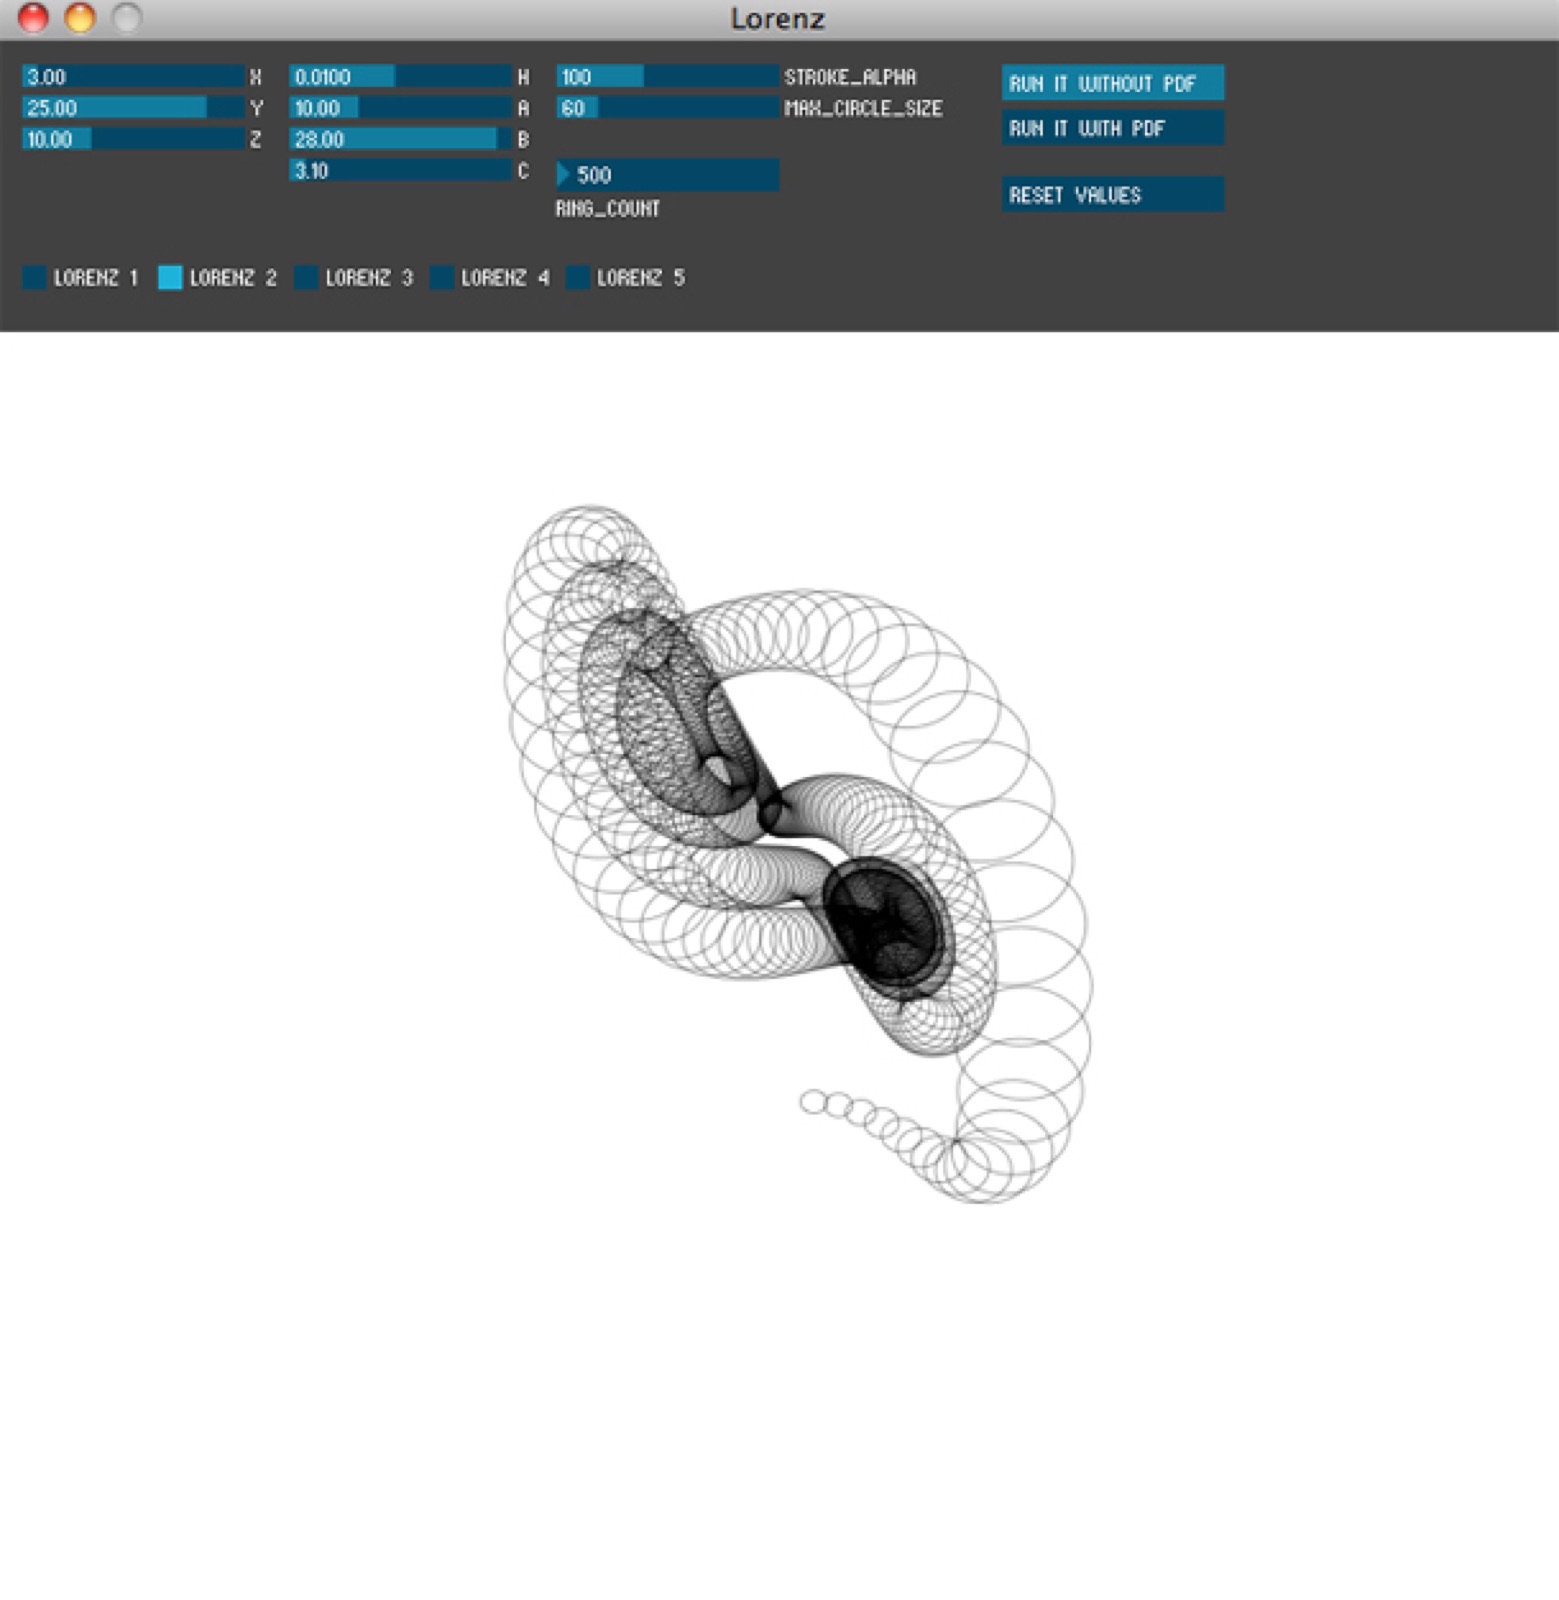 Lorenz
3.00 X 0.0100 H 100 STROKE_ALPHA RUN IT WITHOUT PDF
25.00 Y 10.00 A 60 MAX_CIRCLE_SIZE
RUN IT WITH PDF
10.00 Z 28.00 B
3.10 C 500
RESET VALUES
RING_COUNT
LORENZ 1 LORENZ 2 LORENZ 3 LORENZ 4 LORENZ 5